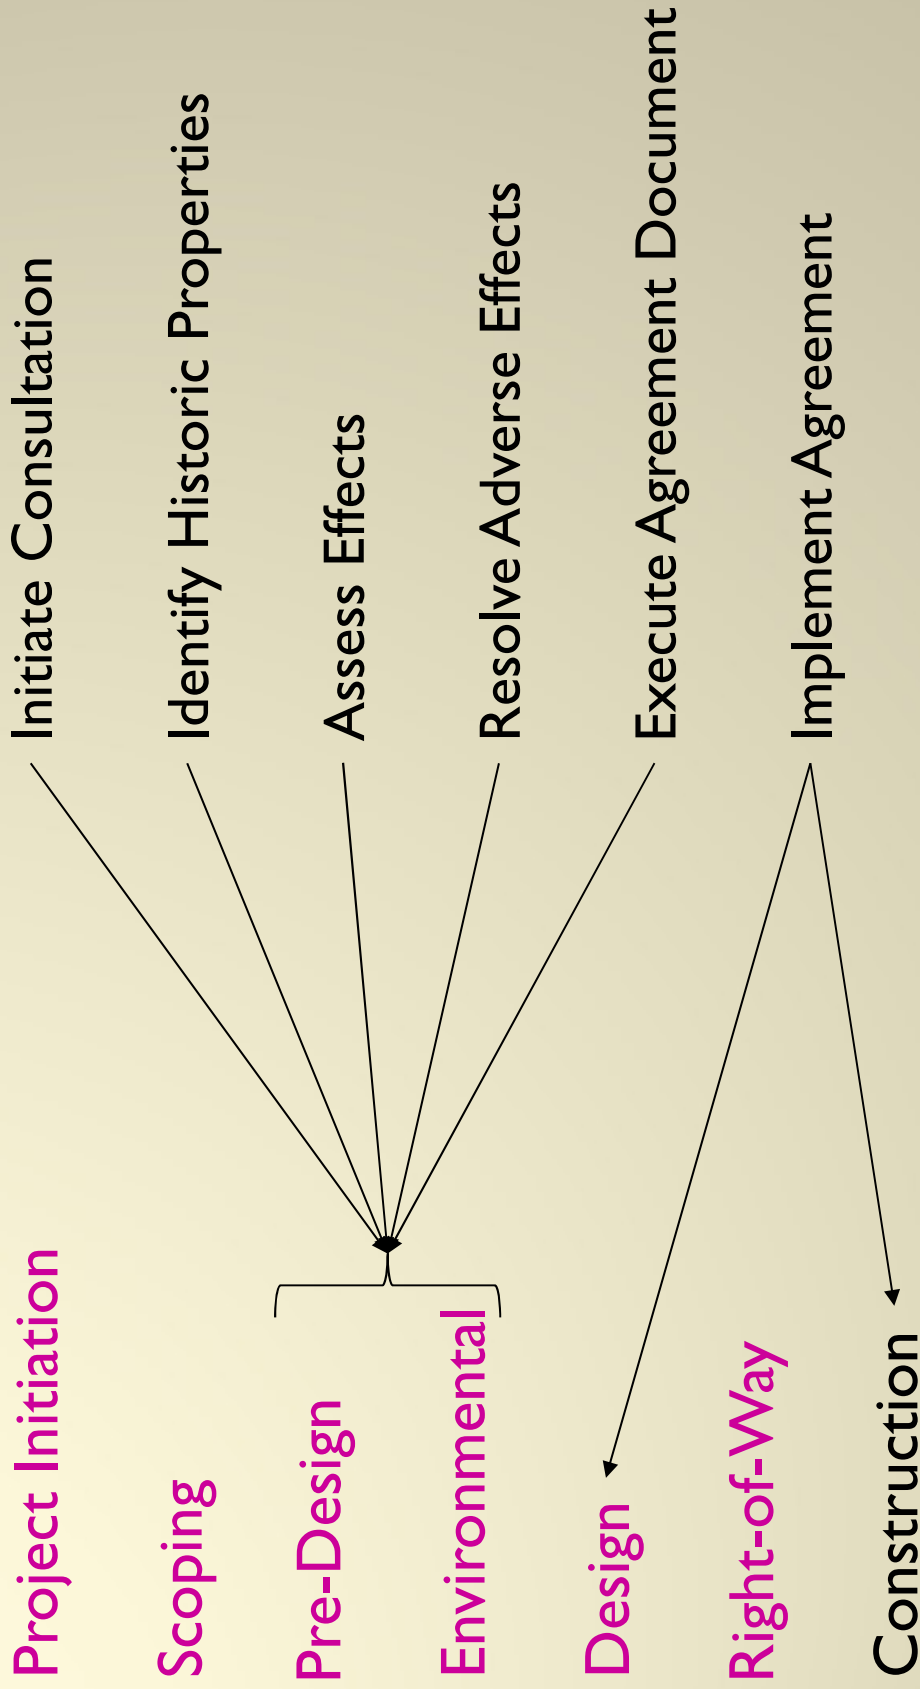 Project Initiation
Scoping
Pre-Design
Environmental
Design
Right-of-Way
Construction
Initiate Consultation
Identify Historic Properties
Assess Effects
Resolve Adverse Effects
Execute Agreement Document
Implement Agreement